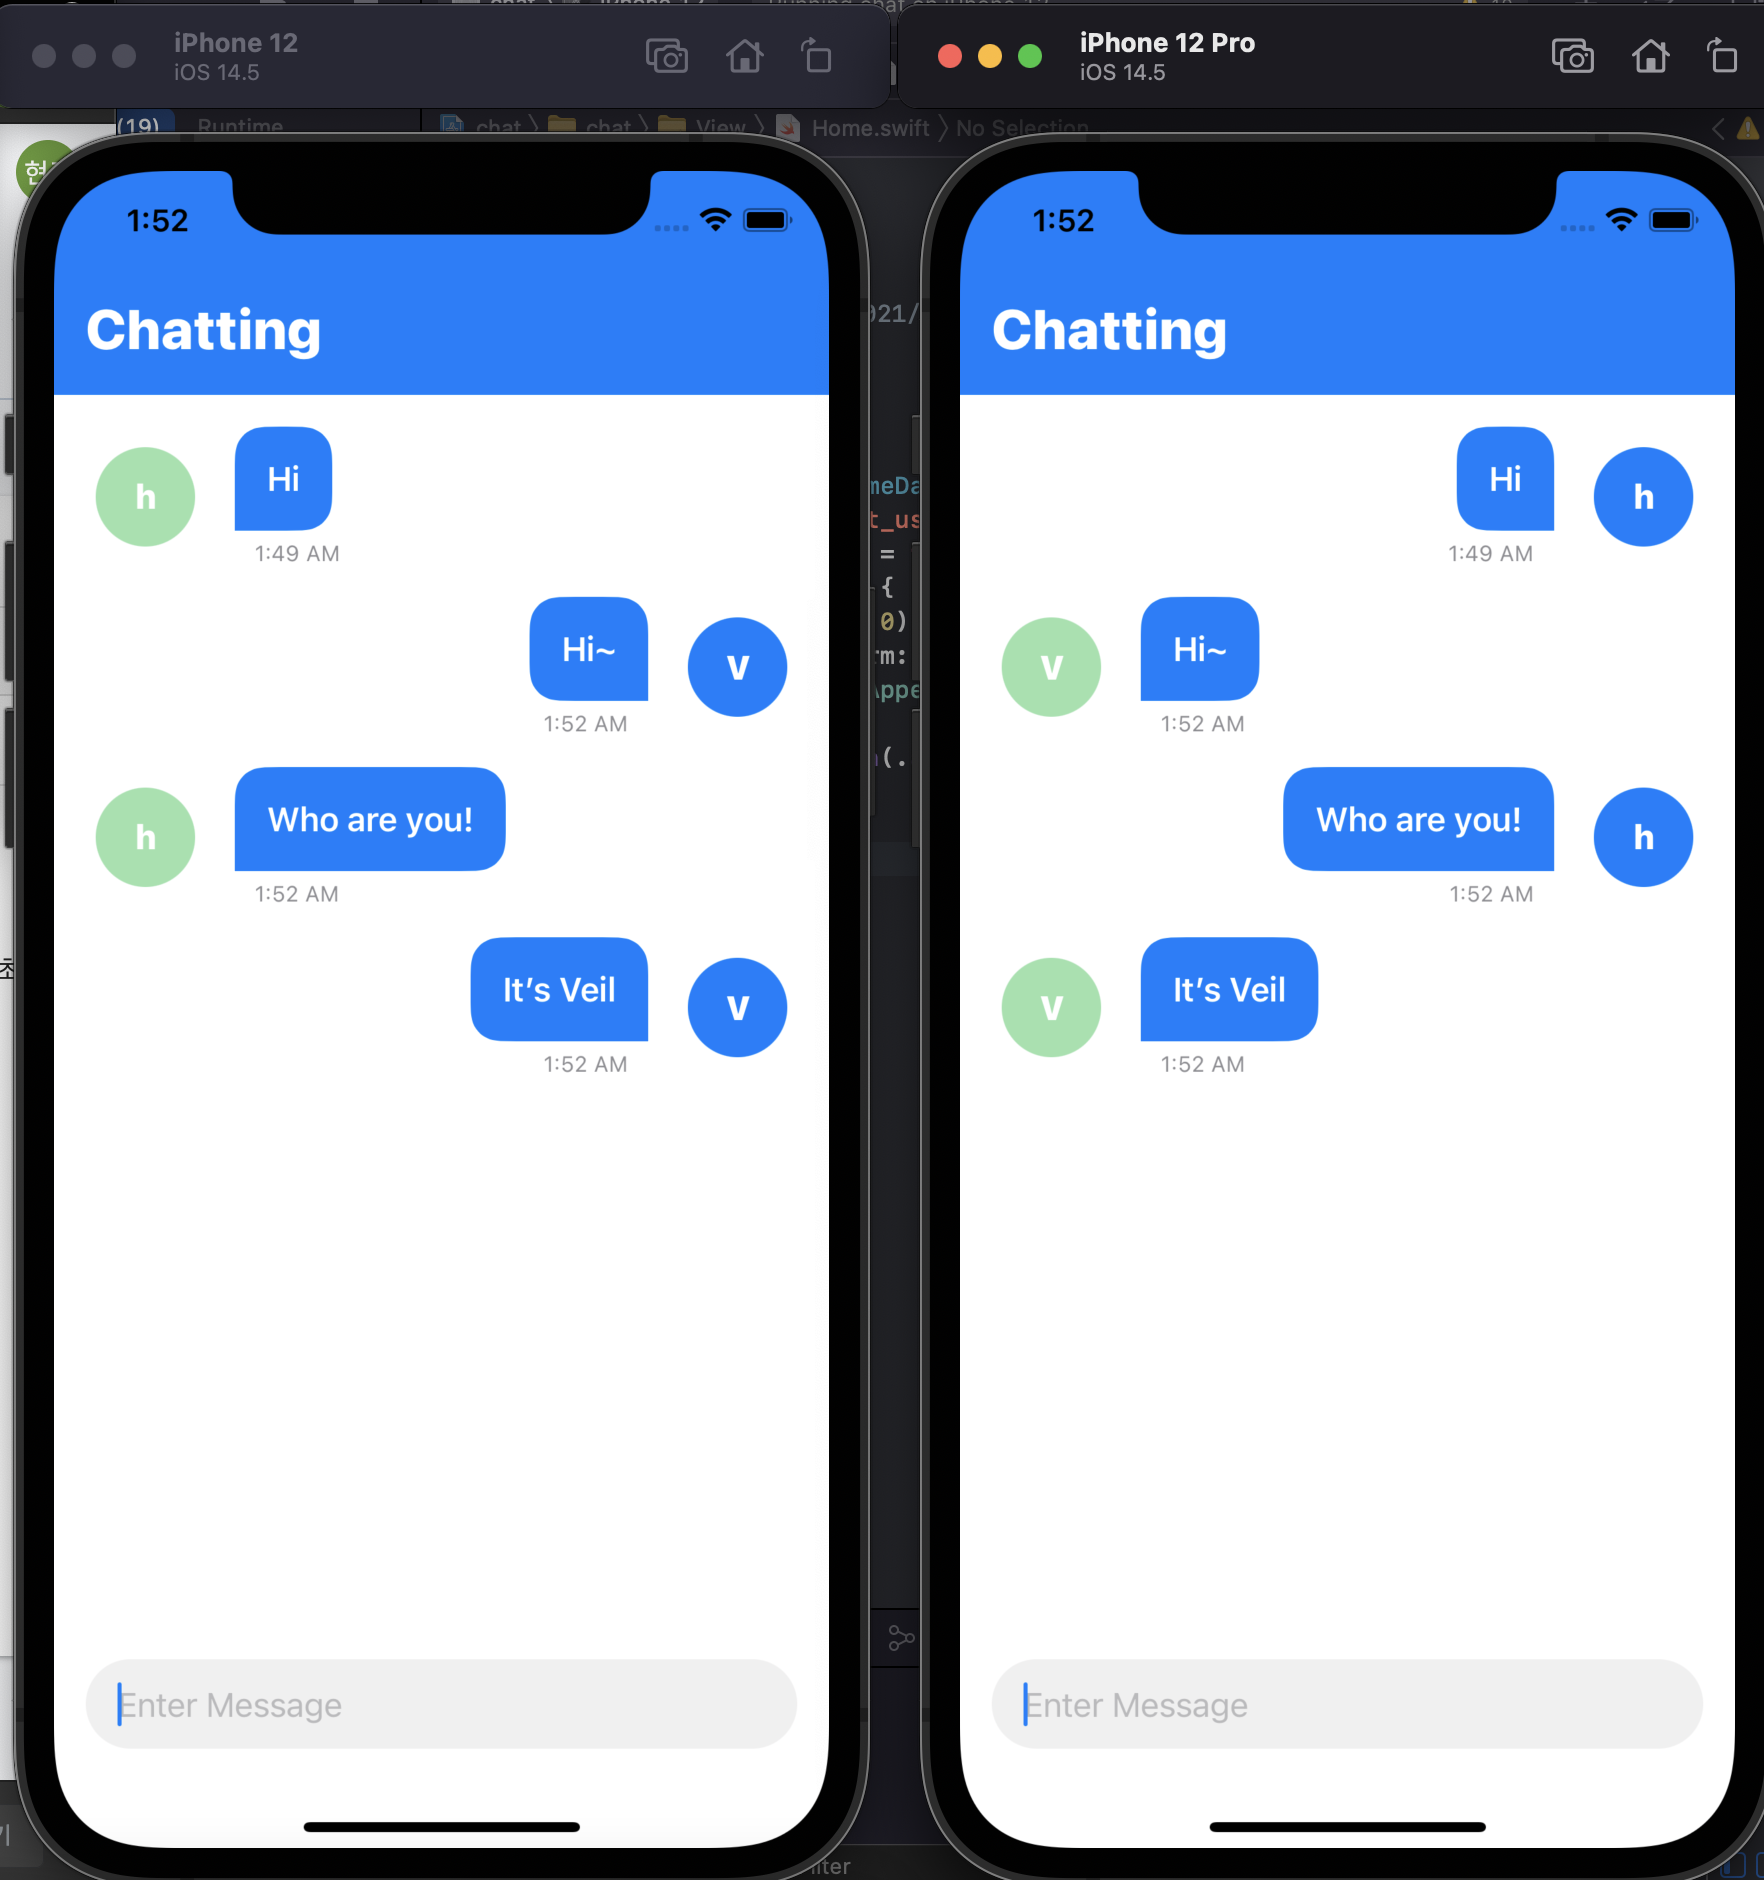 iPhone 12
iOS 14.5
iPhone 12 Pro
iOS 14.5
(19)
Runtime
chat
chat
View
Home.swift
No Selection
현
1:52
Chatting
h
Hi
1:49 AM
Hi~
v
1:52 AM
h
Who are you!
1:52 AM
It's Veil
v
1:52 AM
Enter Message
021/
=
{
0)
(.
1:52
Chatting
Hi
h
1:49 AM
v
Hi~
1:52 AM
Who are you!
h
1:52 AM
v
It's Veil
1:52 AM
Enter Message